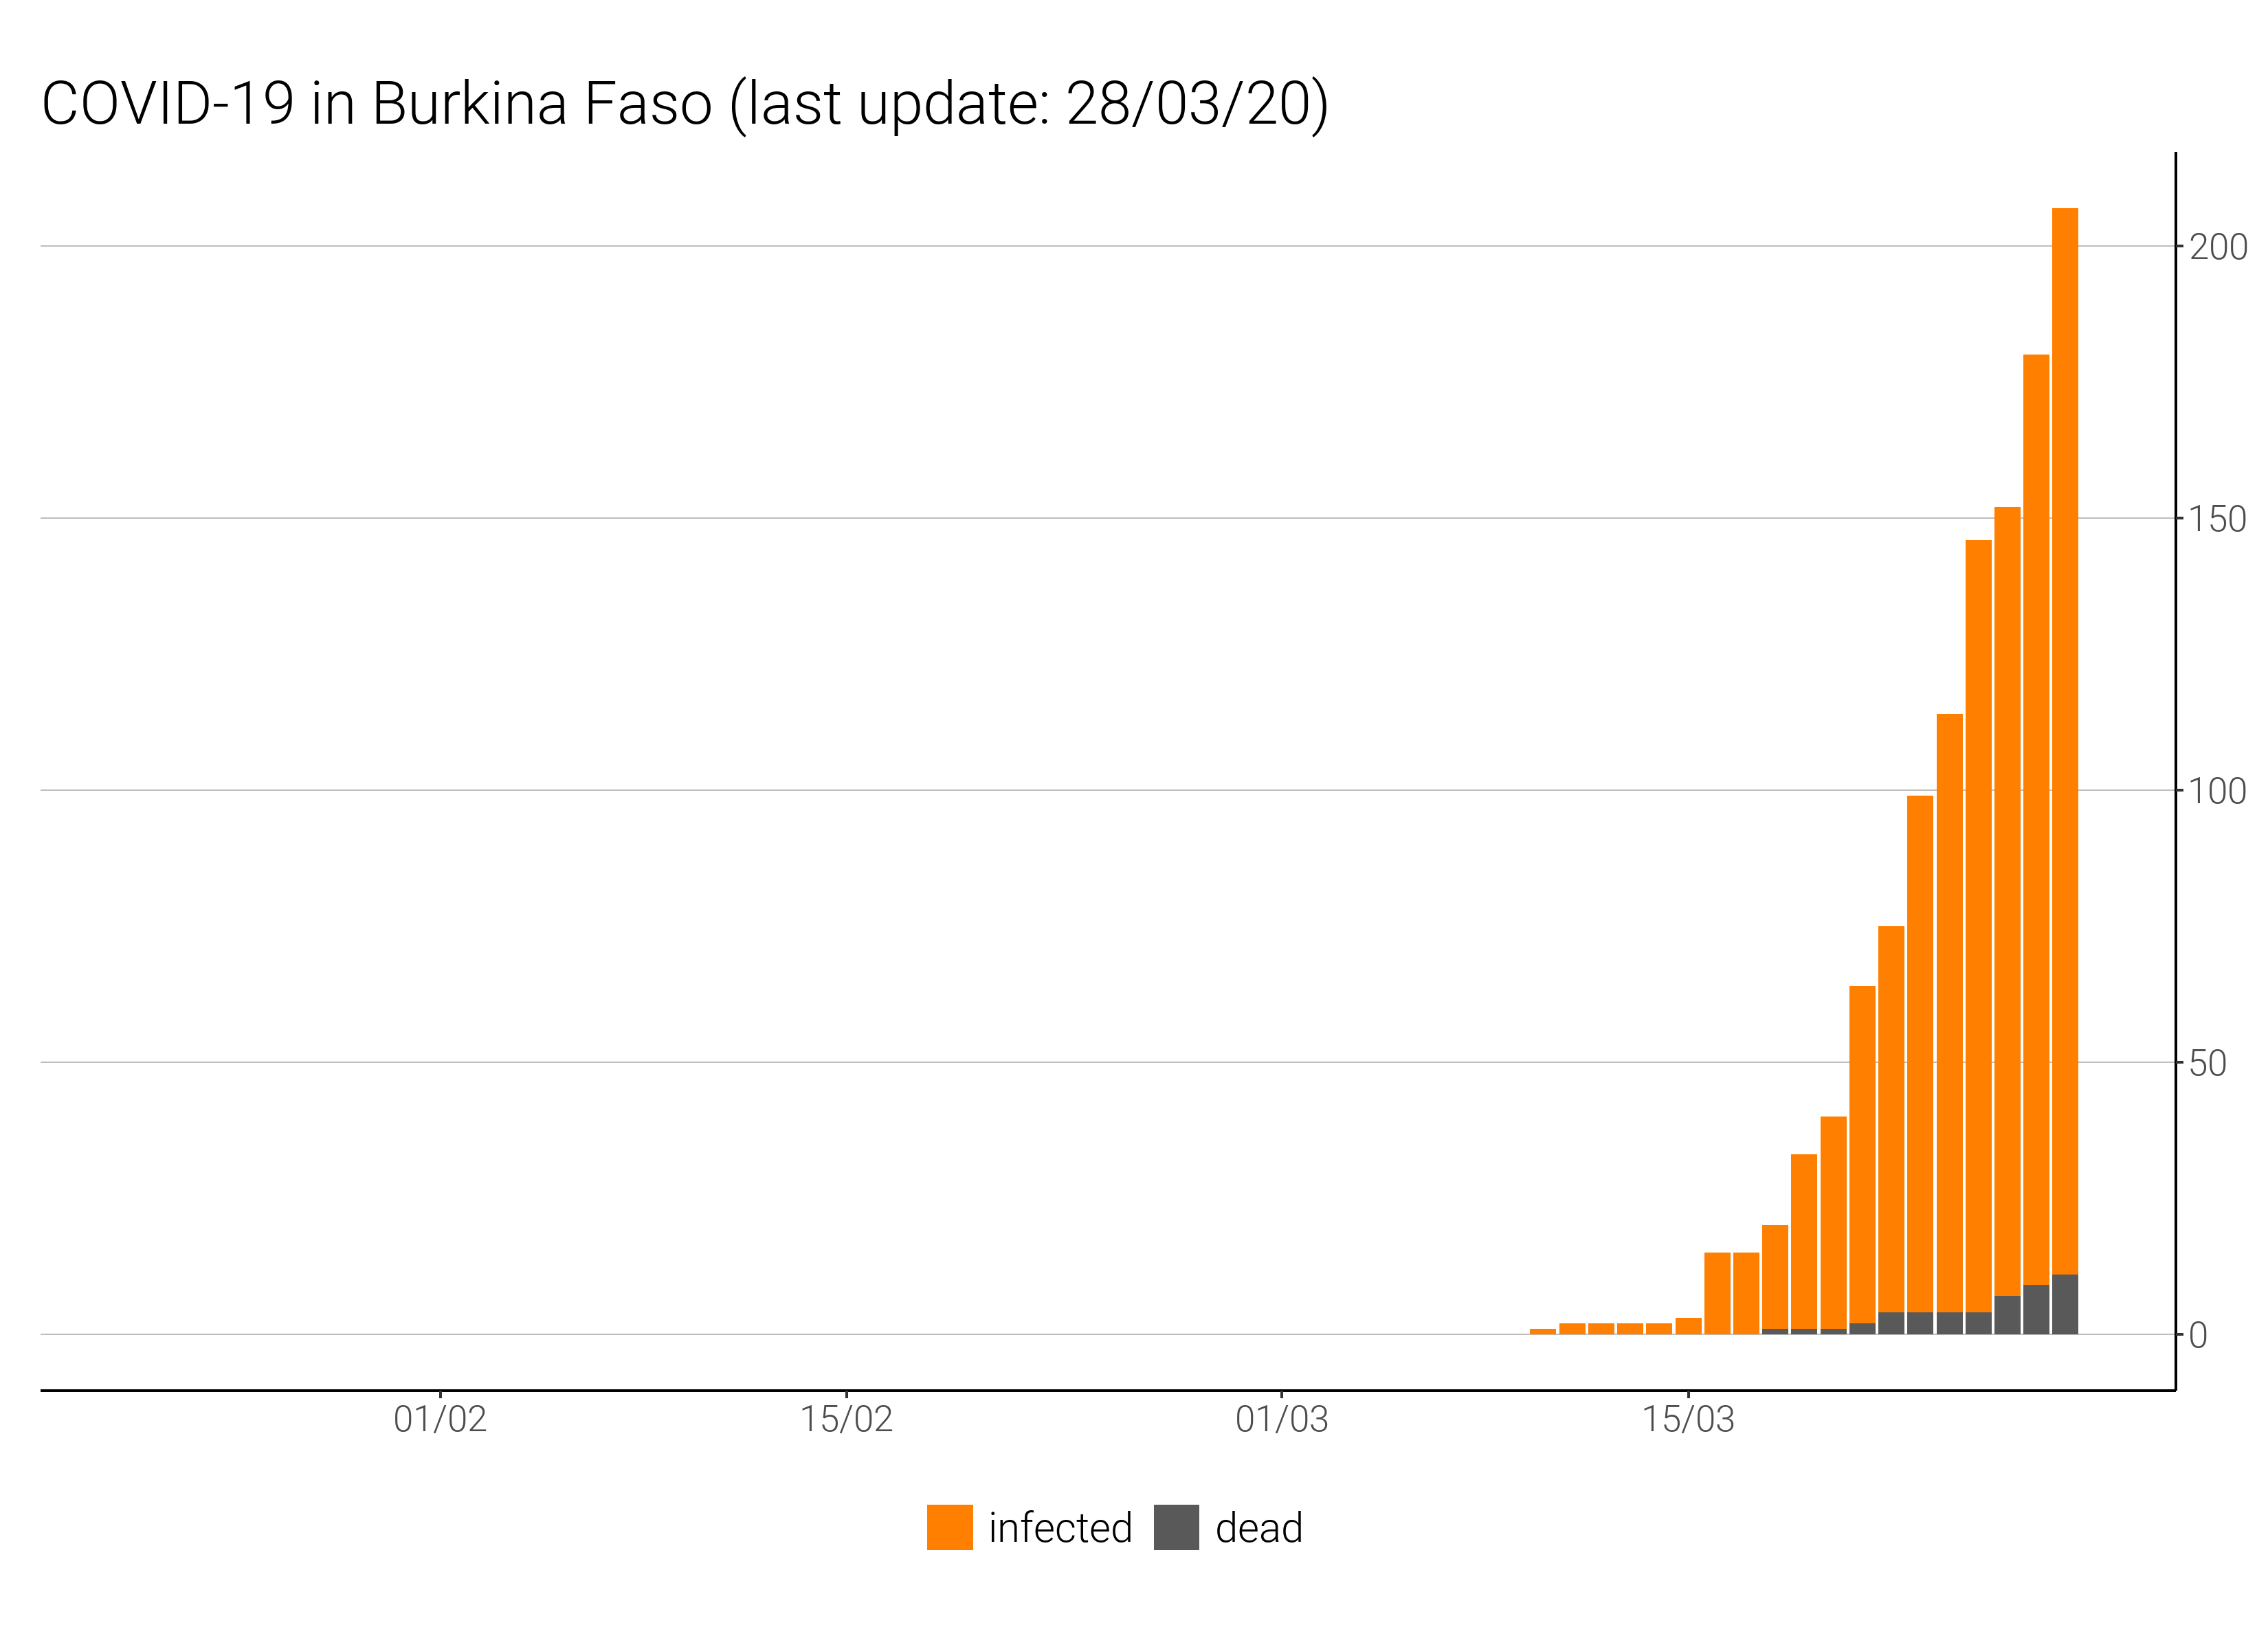 COVID-19 in Burkina Faso (last update: 28/03/20)
200
150
100
50
0
01/02 15/02 01/03 15/03
infected dead